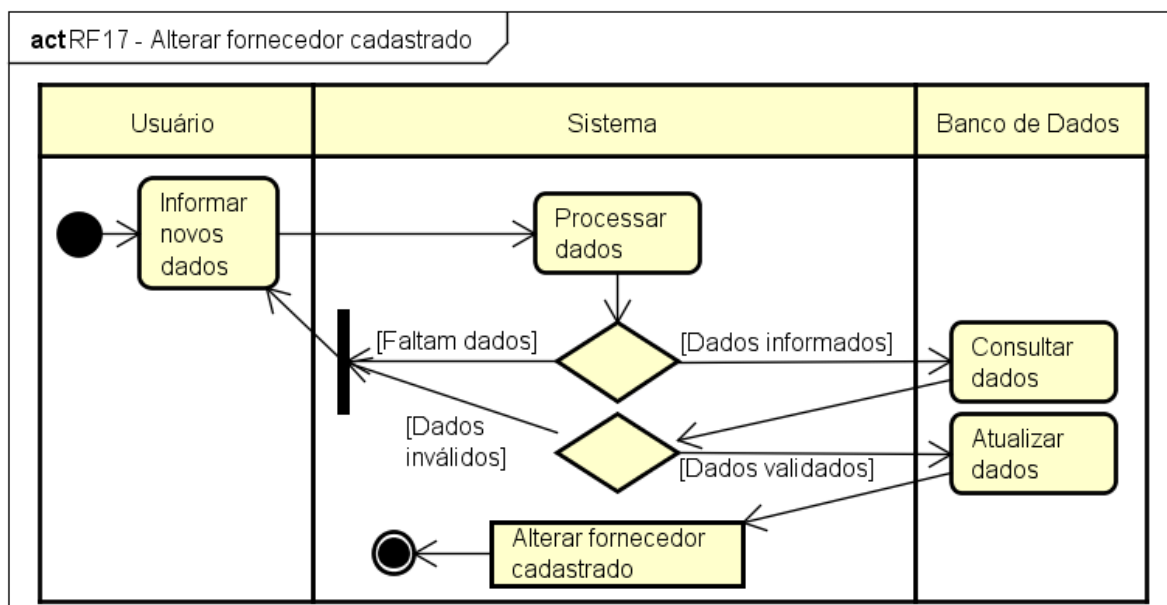 act RF17 - Alterar fornecedor cadastrado
Usuário
Sistema
Banco de Dados
Informar
novos
dados
Processar
dados
[Faltam dados]
[Dados informados]
Consultar
dados
[Dados
inválidos]
[Dados validados]
Atualizar
dados
Alterar fornecedor
cadastrado